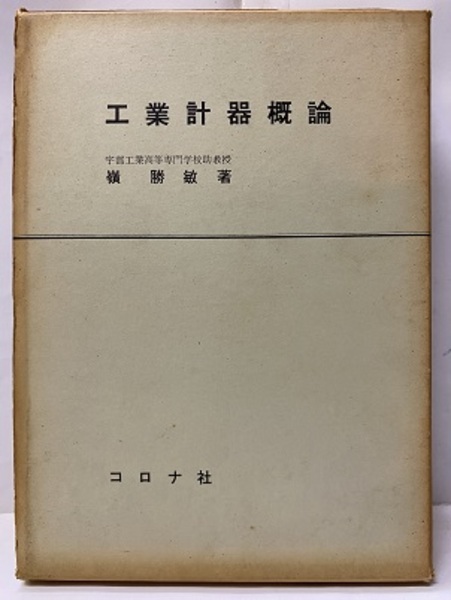 工業計器概論
宇部工業高等専門学校助教授
嶺勝敏著
コロナ社